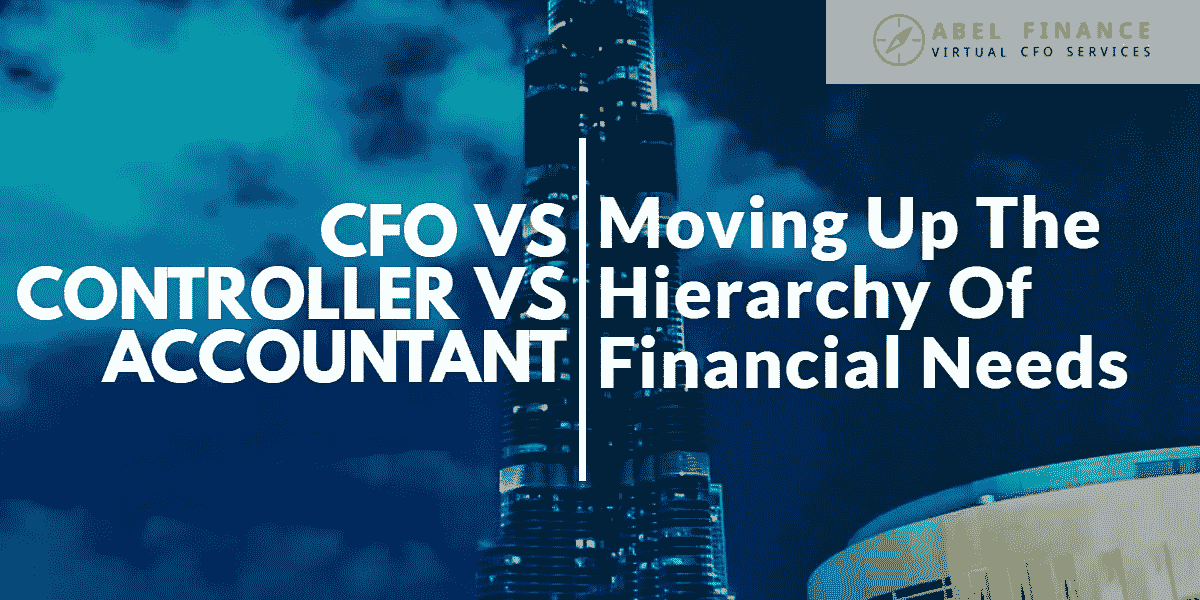 ABEL FINANCE
VIRTUAL CFO SERVICES
CFO VS
CONTROLLER VS
ACCOUNTANT
Moving Up The
Hierarchy Of
Financial Needs